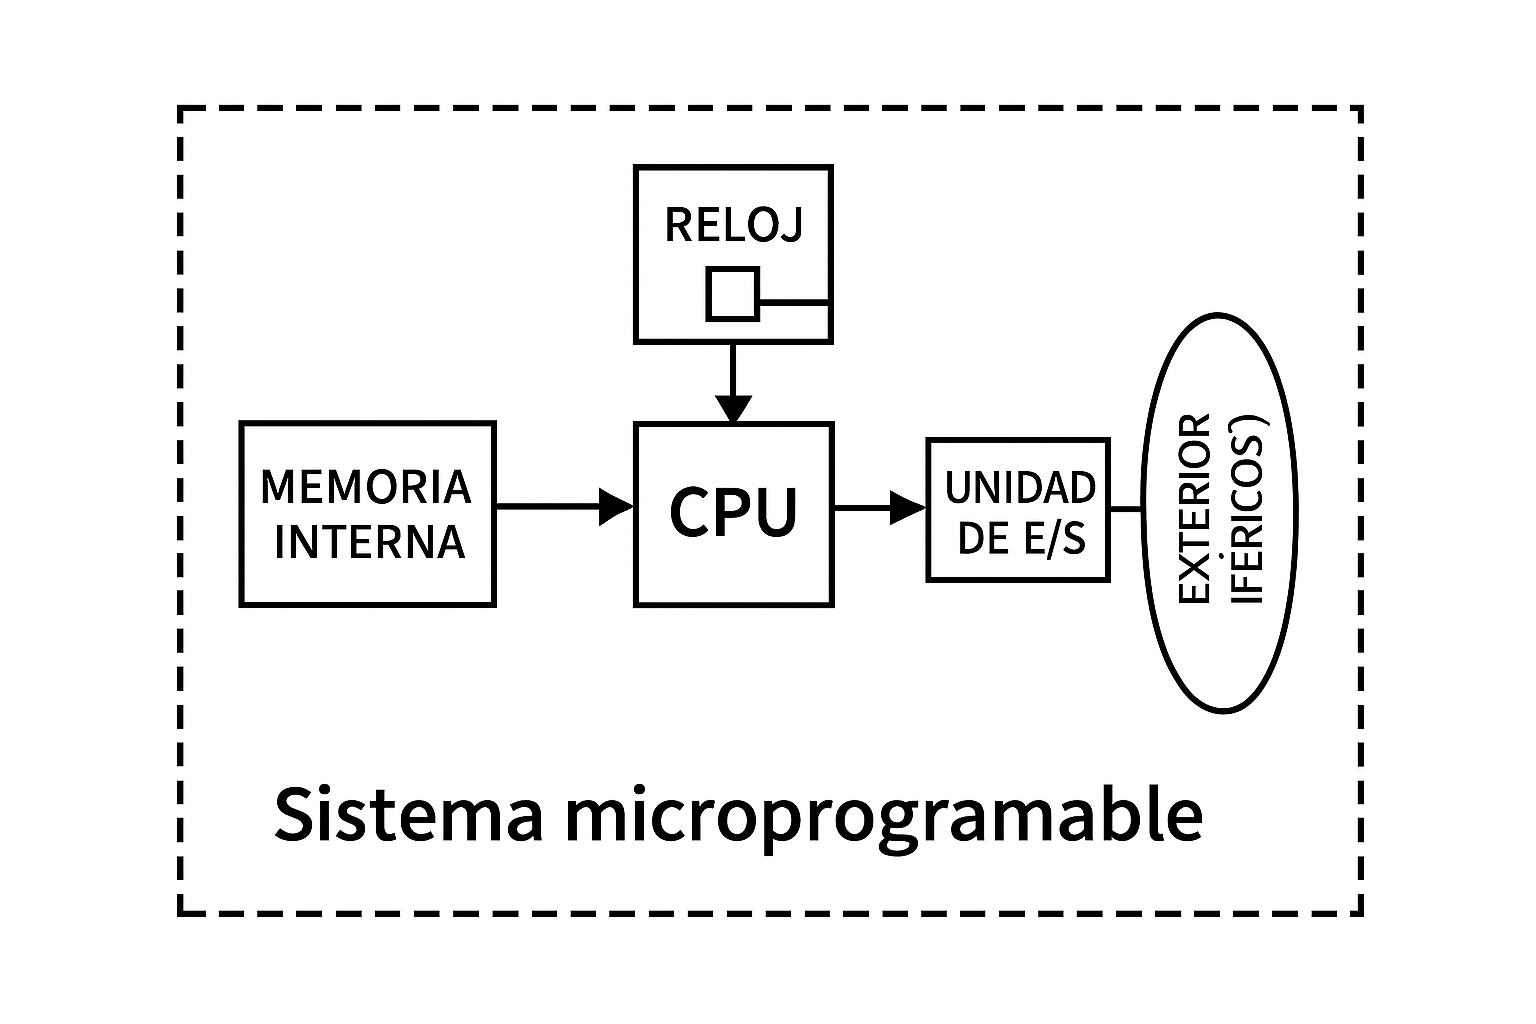 RELOJ
MEMORIA
INTERNA
CPU
UNIDAD
DE E/S
EXTERIOR
IFÉRICOS)
Sistema microprogramable